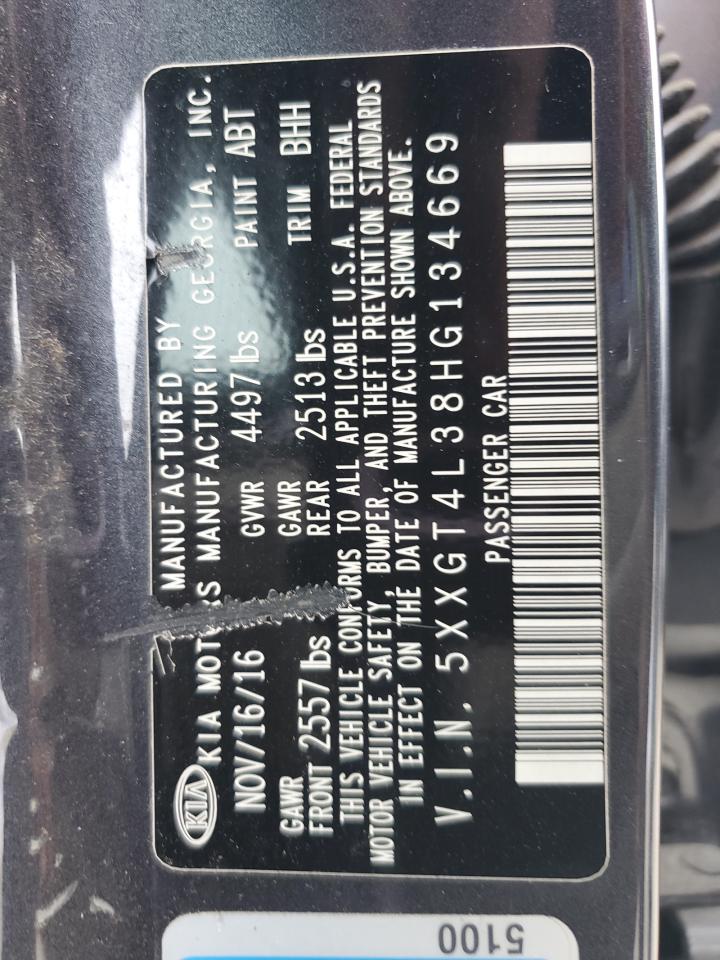 KIA
MANUFACTURED BY
KIA MOTORS MANUFACTURING GEORGIA, INC.
NOV/16/16 GVWR 4497 lbs PAINT ABT
GAWR FRONT 2557 lbs GAWR REAR 2513 lbs TRIM BHH
THIS VEHICLE CONFORMS TO ALL APPLICABLE U.S.A. FEDERAL
MOTOR VEHICLE SAFETY, BUMPER, AND THEFT PREVENTION STANDARDS
IN EFFECT ON THE DATE OF MANUFACTURE SHOWN ABOVE.
V.I.N. 5XXGT4L38HG134669
PASSENGER CAR
5100